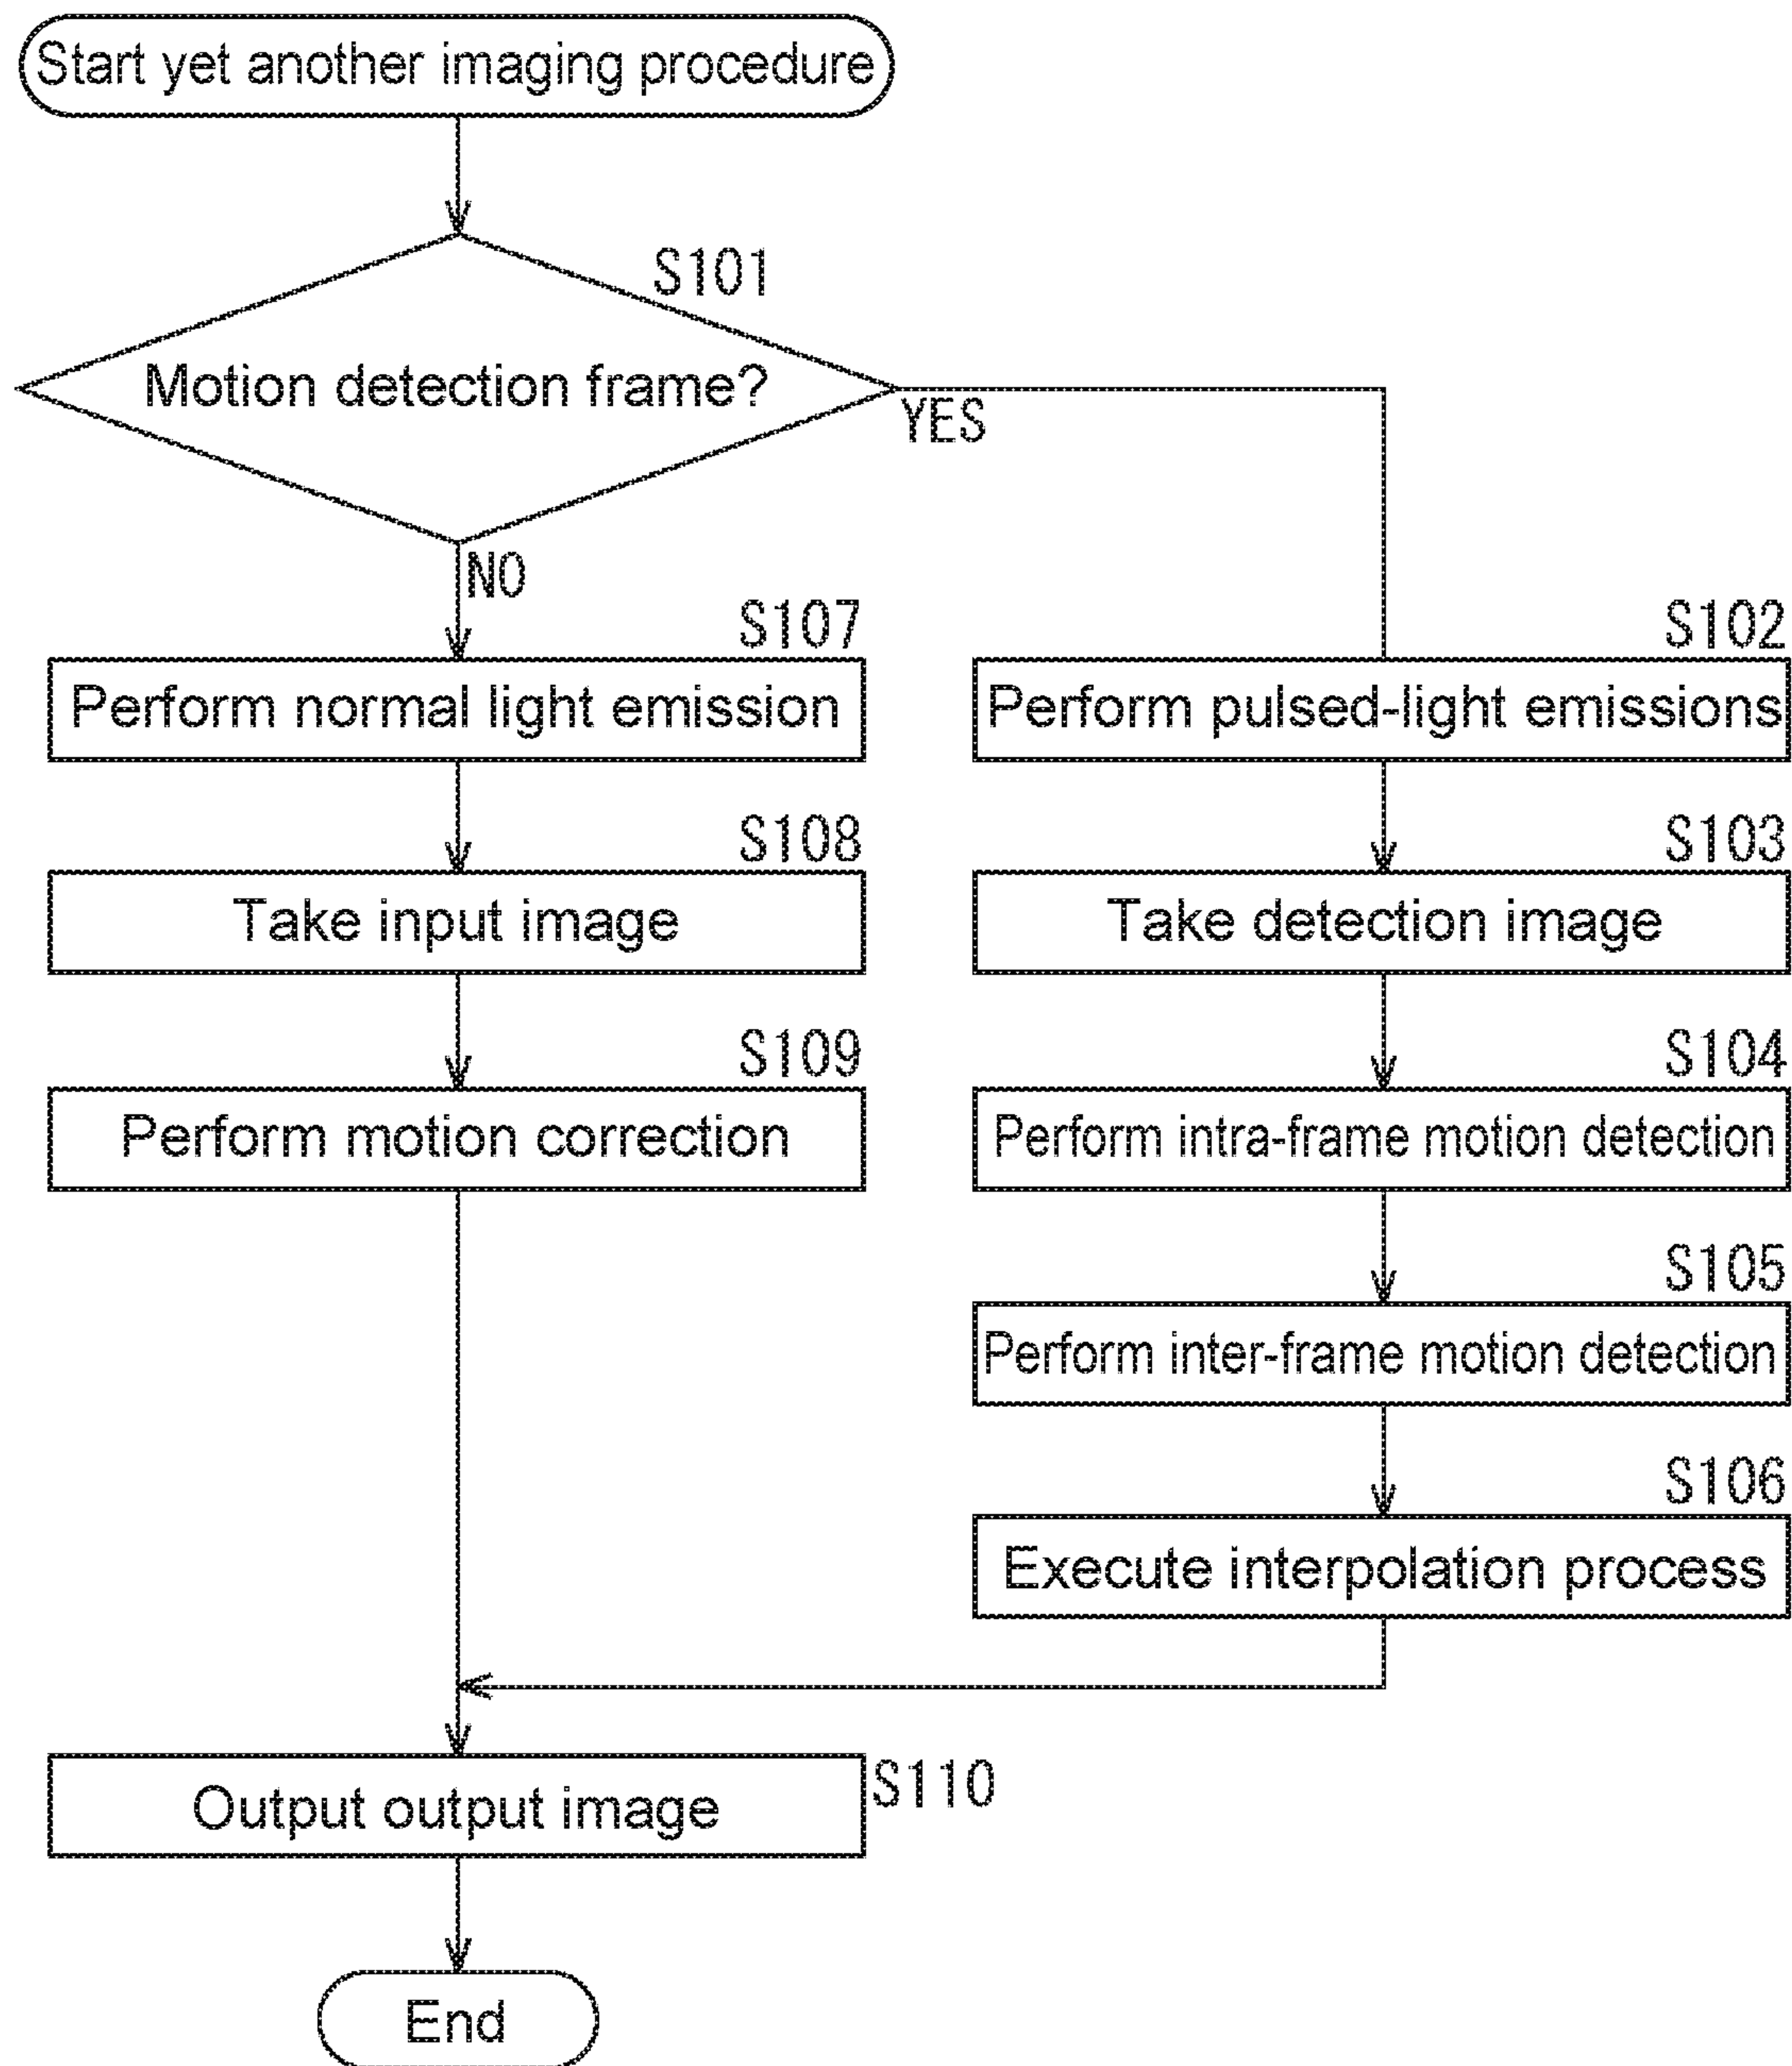 Start yet another imaging procedure
S101
Motion detection frame?
YES
NO
S107
Perform normal light emission
S102
Perform pulsed-light emissions
S108
Take input image
S103
Take detection image
S109
Perform motion correction
S104
Perform intra-frame motion detection
S105
Perform inter-frame motion detection
S106
Execute interpolation process
Output output image
S110
End